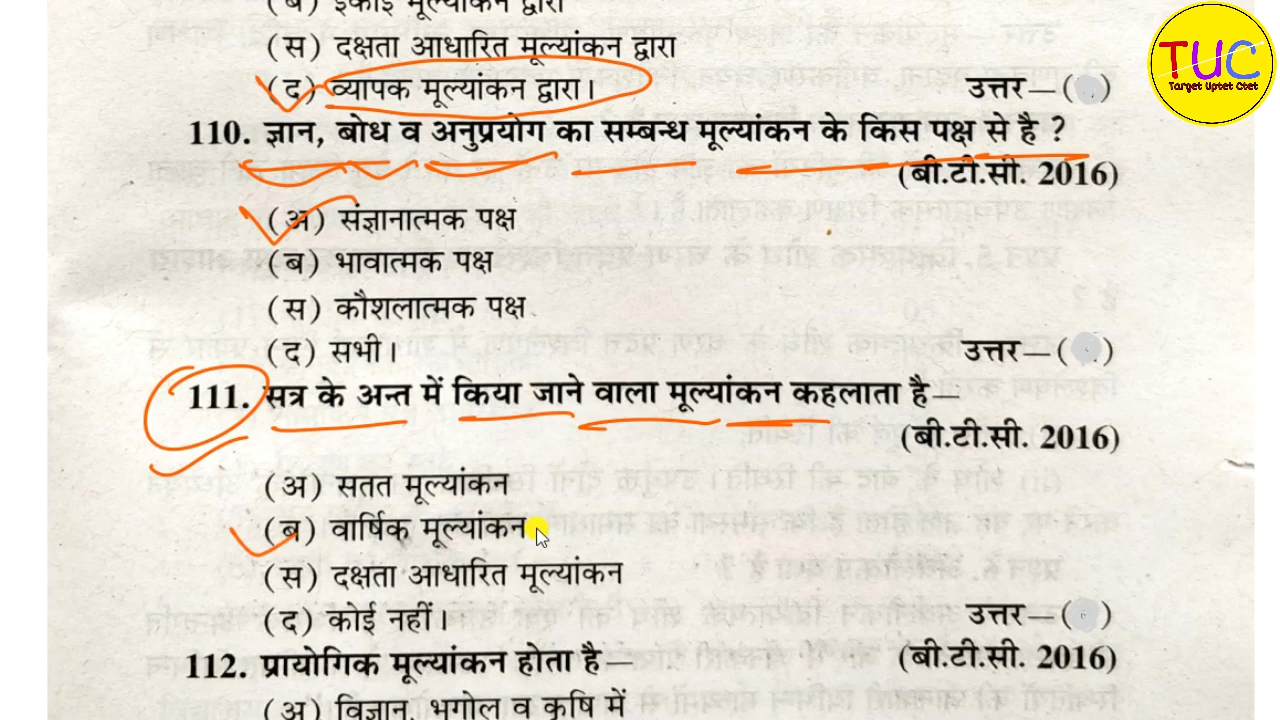 (ब) इकाई मूल्यांकन द्वारा
(स) दक्षता आधारित मूल्यांकन द्वारा
(द) व्यापक मूल्यांकन द्वारा। उत्तर—( )
110. ज्ञान, बोध व अनुप्रयोग का सम्बन्ध मूल्यांकन के किस पक्ष से है ?
(बी.टी.सी. 2016)
(अ) संज्ञानात्मक पक्ष
(ब) भावात्मक पक्ष
(स) कौशलात्मक पक्ष
(द) सभी। उत्तर—( )
111. सत्र के अन्त में किया जाने वाला मूल्यांकन कहलाता है—
(बी.टी.सी. 2016)
(अ) सतत मूल्यांकन
(ब) वार्षिक मूल्यांकन
(स) दक्षता आधारित मूल्यांकन
(द) कोई नहीं। उत्तर—( )
112. प्रायोगिक मूल्यांकन होता है— (बी.टी.सी. 2016)
(अ) विज्ञान, भूगोल व कृषि में
TUC
Target Uptet Ctet